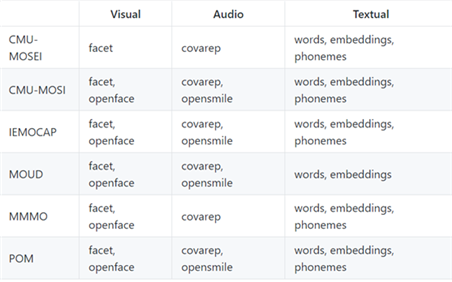 Visual Audio Textual
CMU-
MOSEI facet covarep words, embeddings,
phonemes
CMU-MOSI facet,
openface covarep,
opensmile words, embeddings,
phonemes
IEMOCAP facet,
openface covarep,
opensmile words, embeddings,
phonemes
MOUD facet,
openface covarep,
opensmile words, embeddings
MMMO facet,
openface covarep words, embeddings,
phonemes
POM facet,
openface covarep,
opensmile words, embeddings,
phonemes